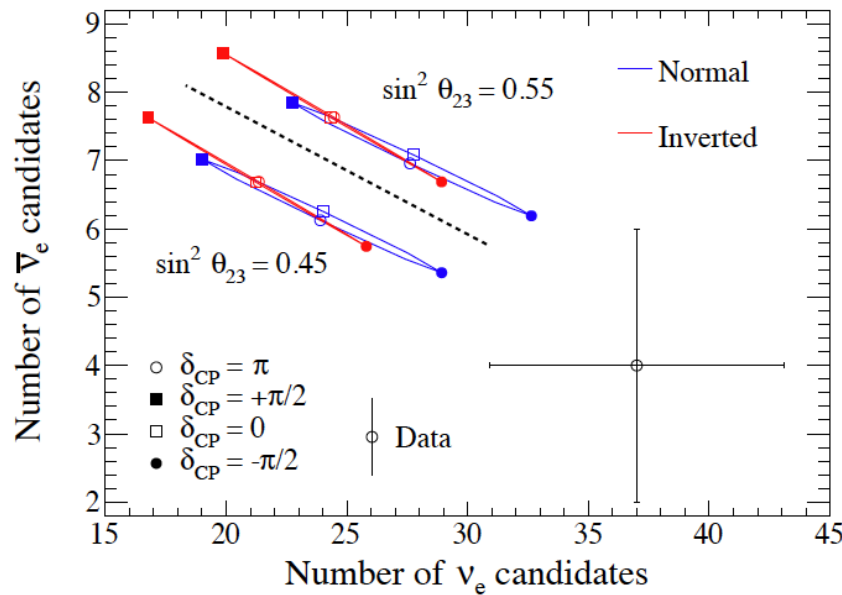 9
8
7
6
5
4
3
2
15 20 25 30 35 40 45
Number of ν̅e candidates
Number of νe candidates
sin² θ23 = 0.55
sin² θ23 = 0.45
Normal
Inverted
δCP = π
δCP = +π/2
δCP = 0
δCP = -π/2
Data